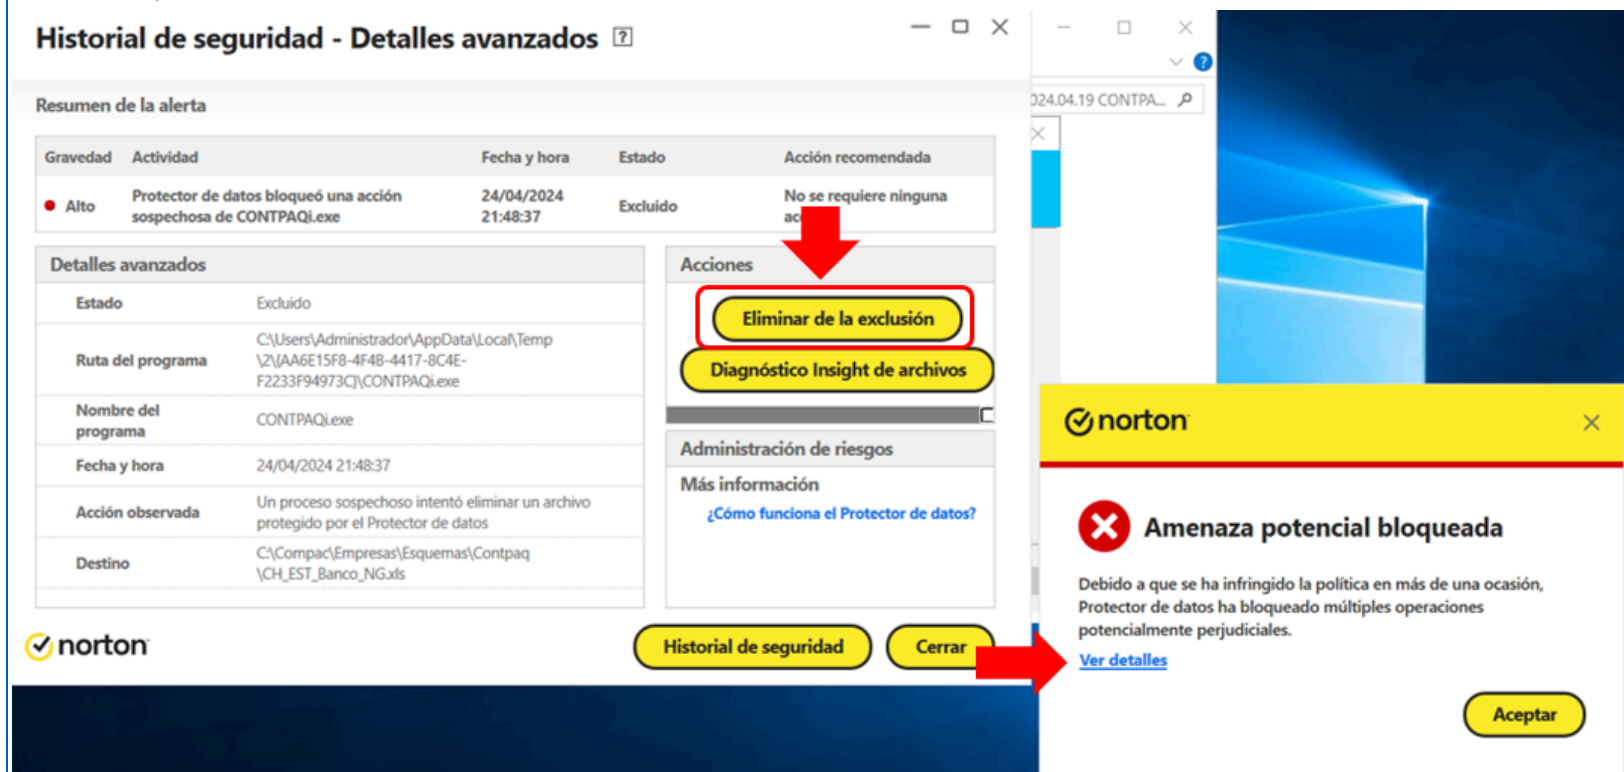 Historial de seguridad - Detalles avanzados ?
Resumen de la alerta
Gravedad Actividad Fecha y hora Estado Acción recomendada
Alto
Protector de datos bloqueó una acción
sospechosa de CONTPAQi.exe
24/04/2024
21:48:37
Excluido
No se requiere ninguna
Detalles avanzados
Estado Excluido
Ruta del programa
C:\Users\Administrador\AppData\Local\Temp
\2\{AA6E15F8-4F4B-4417-8C4E-
F2233F94973C}\CONTPAQi.exe
Nombre del
programa
CONTPAQi.exe
Fecha y hora 24/04/2024 21:48:37
Acción observada
Un proceso sospechoso intentó eliminar un archivo
protegido por el Protector de datos
Destino
C:\Compac\Empresas\Esquemas\Contpaq
\CH_EST_Banco_NG.xls
Acciones
Eliminar de la exclusión
Diagnóstico Insight de archivos
Administración de riesgos
Más información
¿Cómo funciona el Protector de datos?
norton
Historial de seguridad
Cerrar
?
024.04.19 CONTPA...
norton
Amenaza potencial bloqueada
Debido a que se ha infringido la política en más de una ocasión,
Protector de datos ha bloqueado múltiples operaciones
potencialmente perjudiciales.
Ver detalles
Aceptar